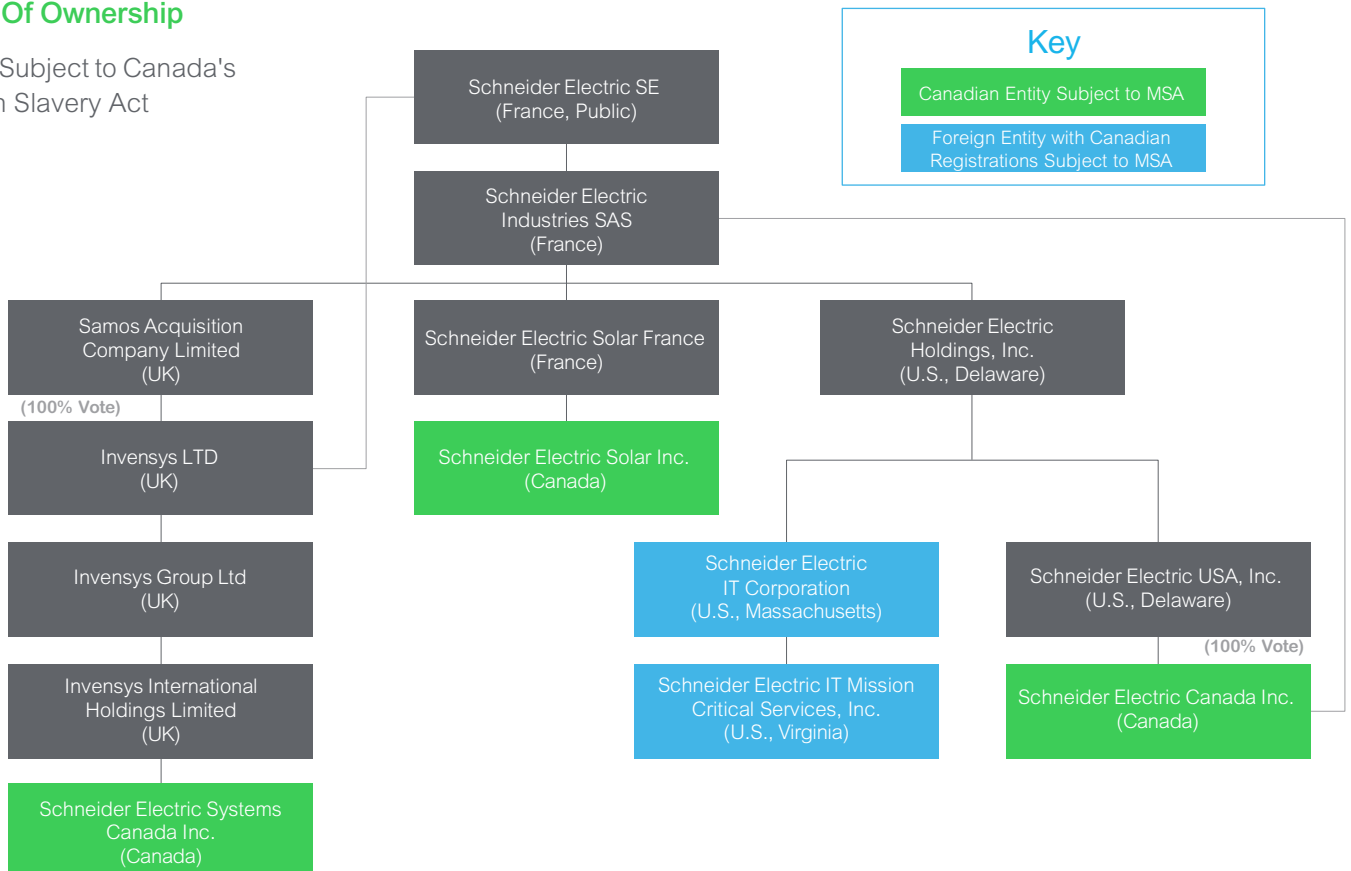 Of Ownership
Subject to Canada's
Slavery Act
Key
Canadian Entity Subject to MSA
Foreign Entity with Canadian
Registrations Subject to MSA
Schneider Electric SE
(France, Public)
Schneider Electric
Industries SAS
(France)
Samos Acquisition
Company Limited
(UK)
(100% Vote)
Schneider Electric Solar France
(France)
Schneider Electric
Holdings, Inc.
(U.S., Delaware)
Invensys LTD
(UK)
Schneider Electric Solar Inc.
(Canada)
Invensys Group Ltd
(UK)
Schneider Electric
IT Corporation
(U.S., Massachusetts)
Schneider Electric USA, Inc.
(U.S., Delaware)
(100% Vote)
Invensys International
Holdings Limited
(UK)
Schneider Electric IT Mission
Critical Services, Inc.
(U.S., Virginia)
Schneider Electric Canada Inc.
(Canada)
Schneider Electric Systems
Canada Inc.
(Canada)